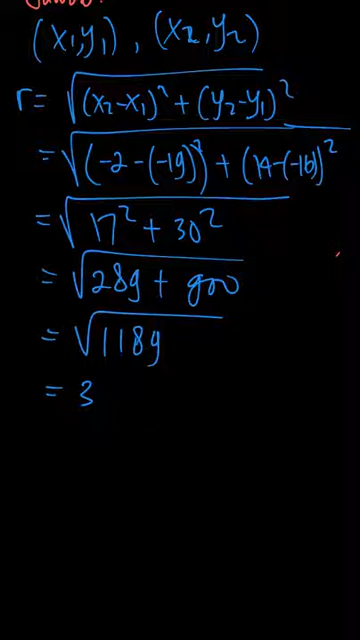 (x₁,y₁) , (x₂,y₂)
r = √(x₂-x₁)² + (y₂-y₁)²
= √(-2-(-19))² + (14-(-16))²
= √17² + 30²
= √289 + 900
= √1189
= 3